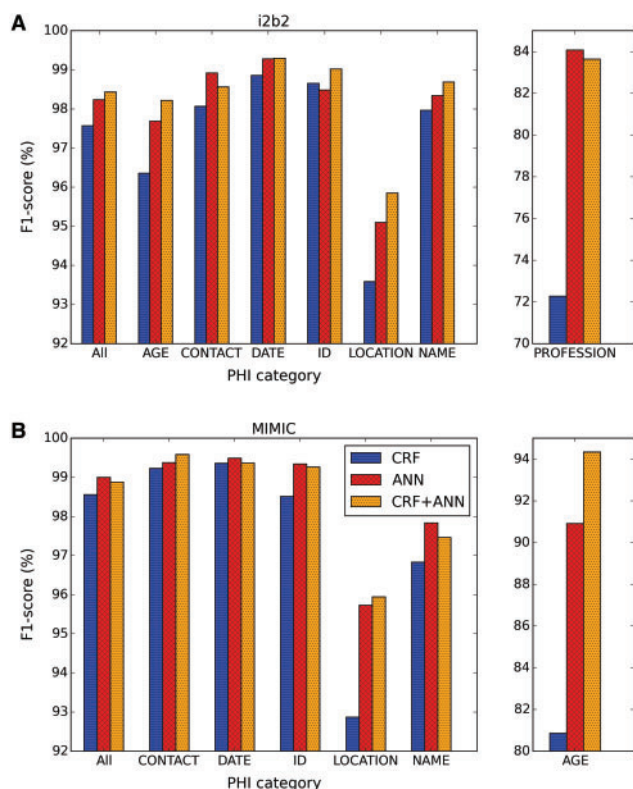 A
i2b2
100
99
98
97
96
95
94
93
92
F1-score (%)
All AGE CONTACT DATE ID LOCATION NAME
PHI category
84
82
80
78
76
74
72
70
PROFESSION
B
MIMIC
100
99
98
97
96
95
94
93
92
F1-score (%)
CRF
ANN
CRF+ANN
All CONTACT DATE ID LOCATION NAME
PHI category
94
92
90
88
86
84
82
80
AGE